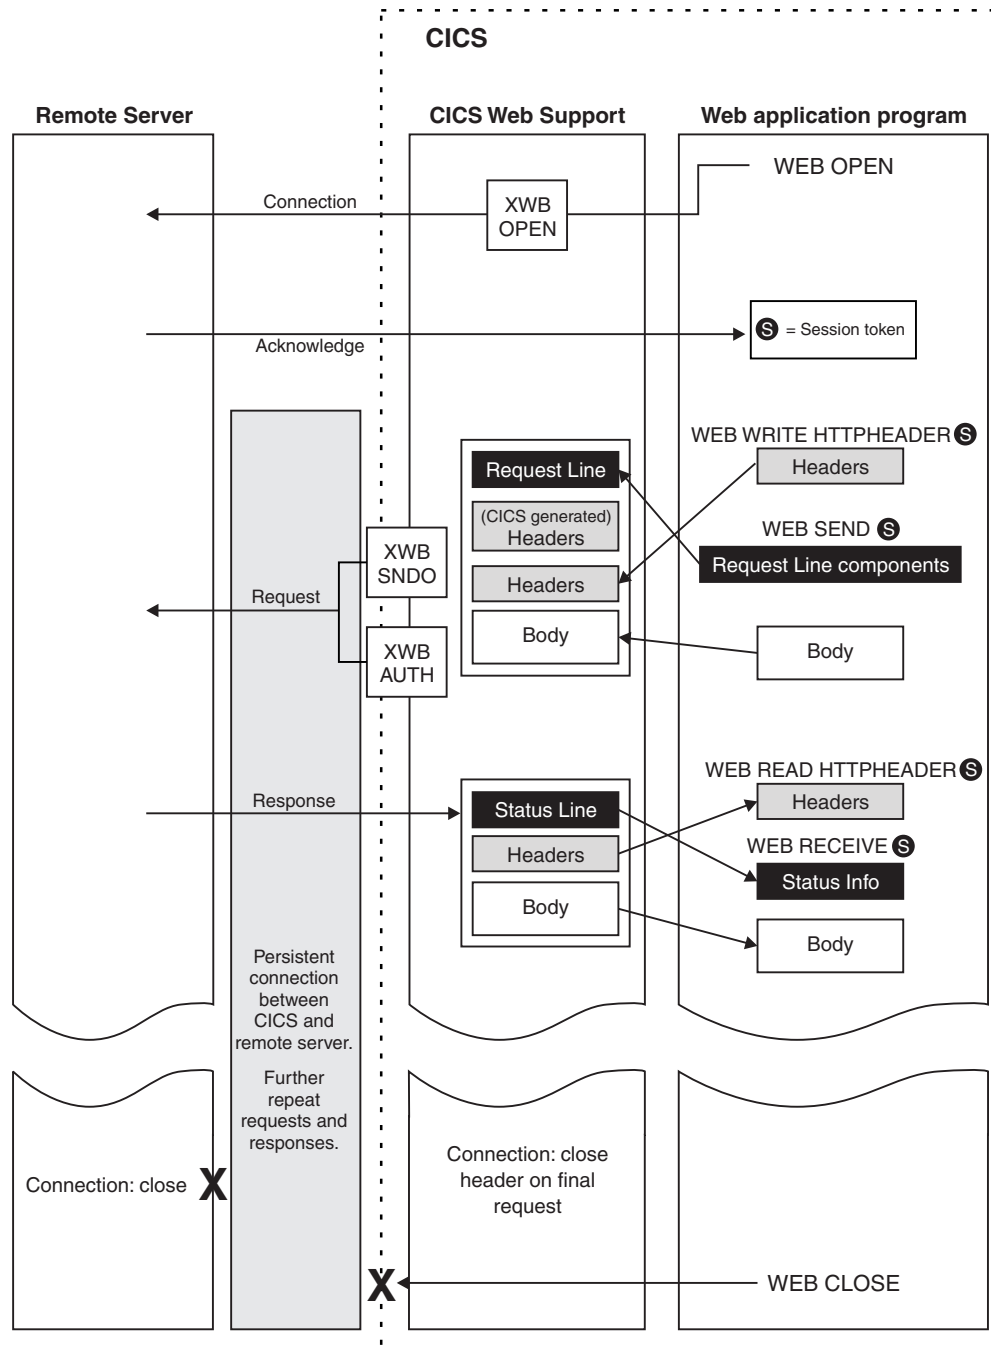 CICS
Remote Server
CICS Web Support
Web application program
WEB OPEN
Connection
XWB
OPEN
Acknowledge
S = Session token
WEB WRITE HTTPHEADER S
Headers
Request Line
(CICS generated)
Headers
WEB SEND S
Request Line components
XWB
SNDO
Headers
Request
Body
Body
XWB
AUTH
WEB READ HTTPHEADER S
Headers
Response
Status Line
WEB RECEIVE S
Headers
Status Info
Body
Body
Persistent
connection
between
CICS and
remote server.
Further
repeat
requests and
responses.
Connection: close
X
Connection: close
header on final
request
X
WEB CLOSE